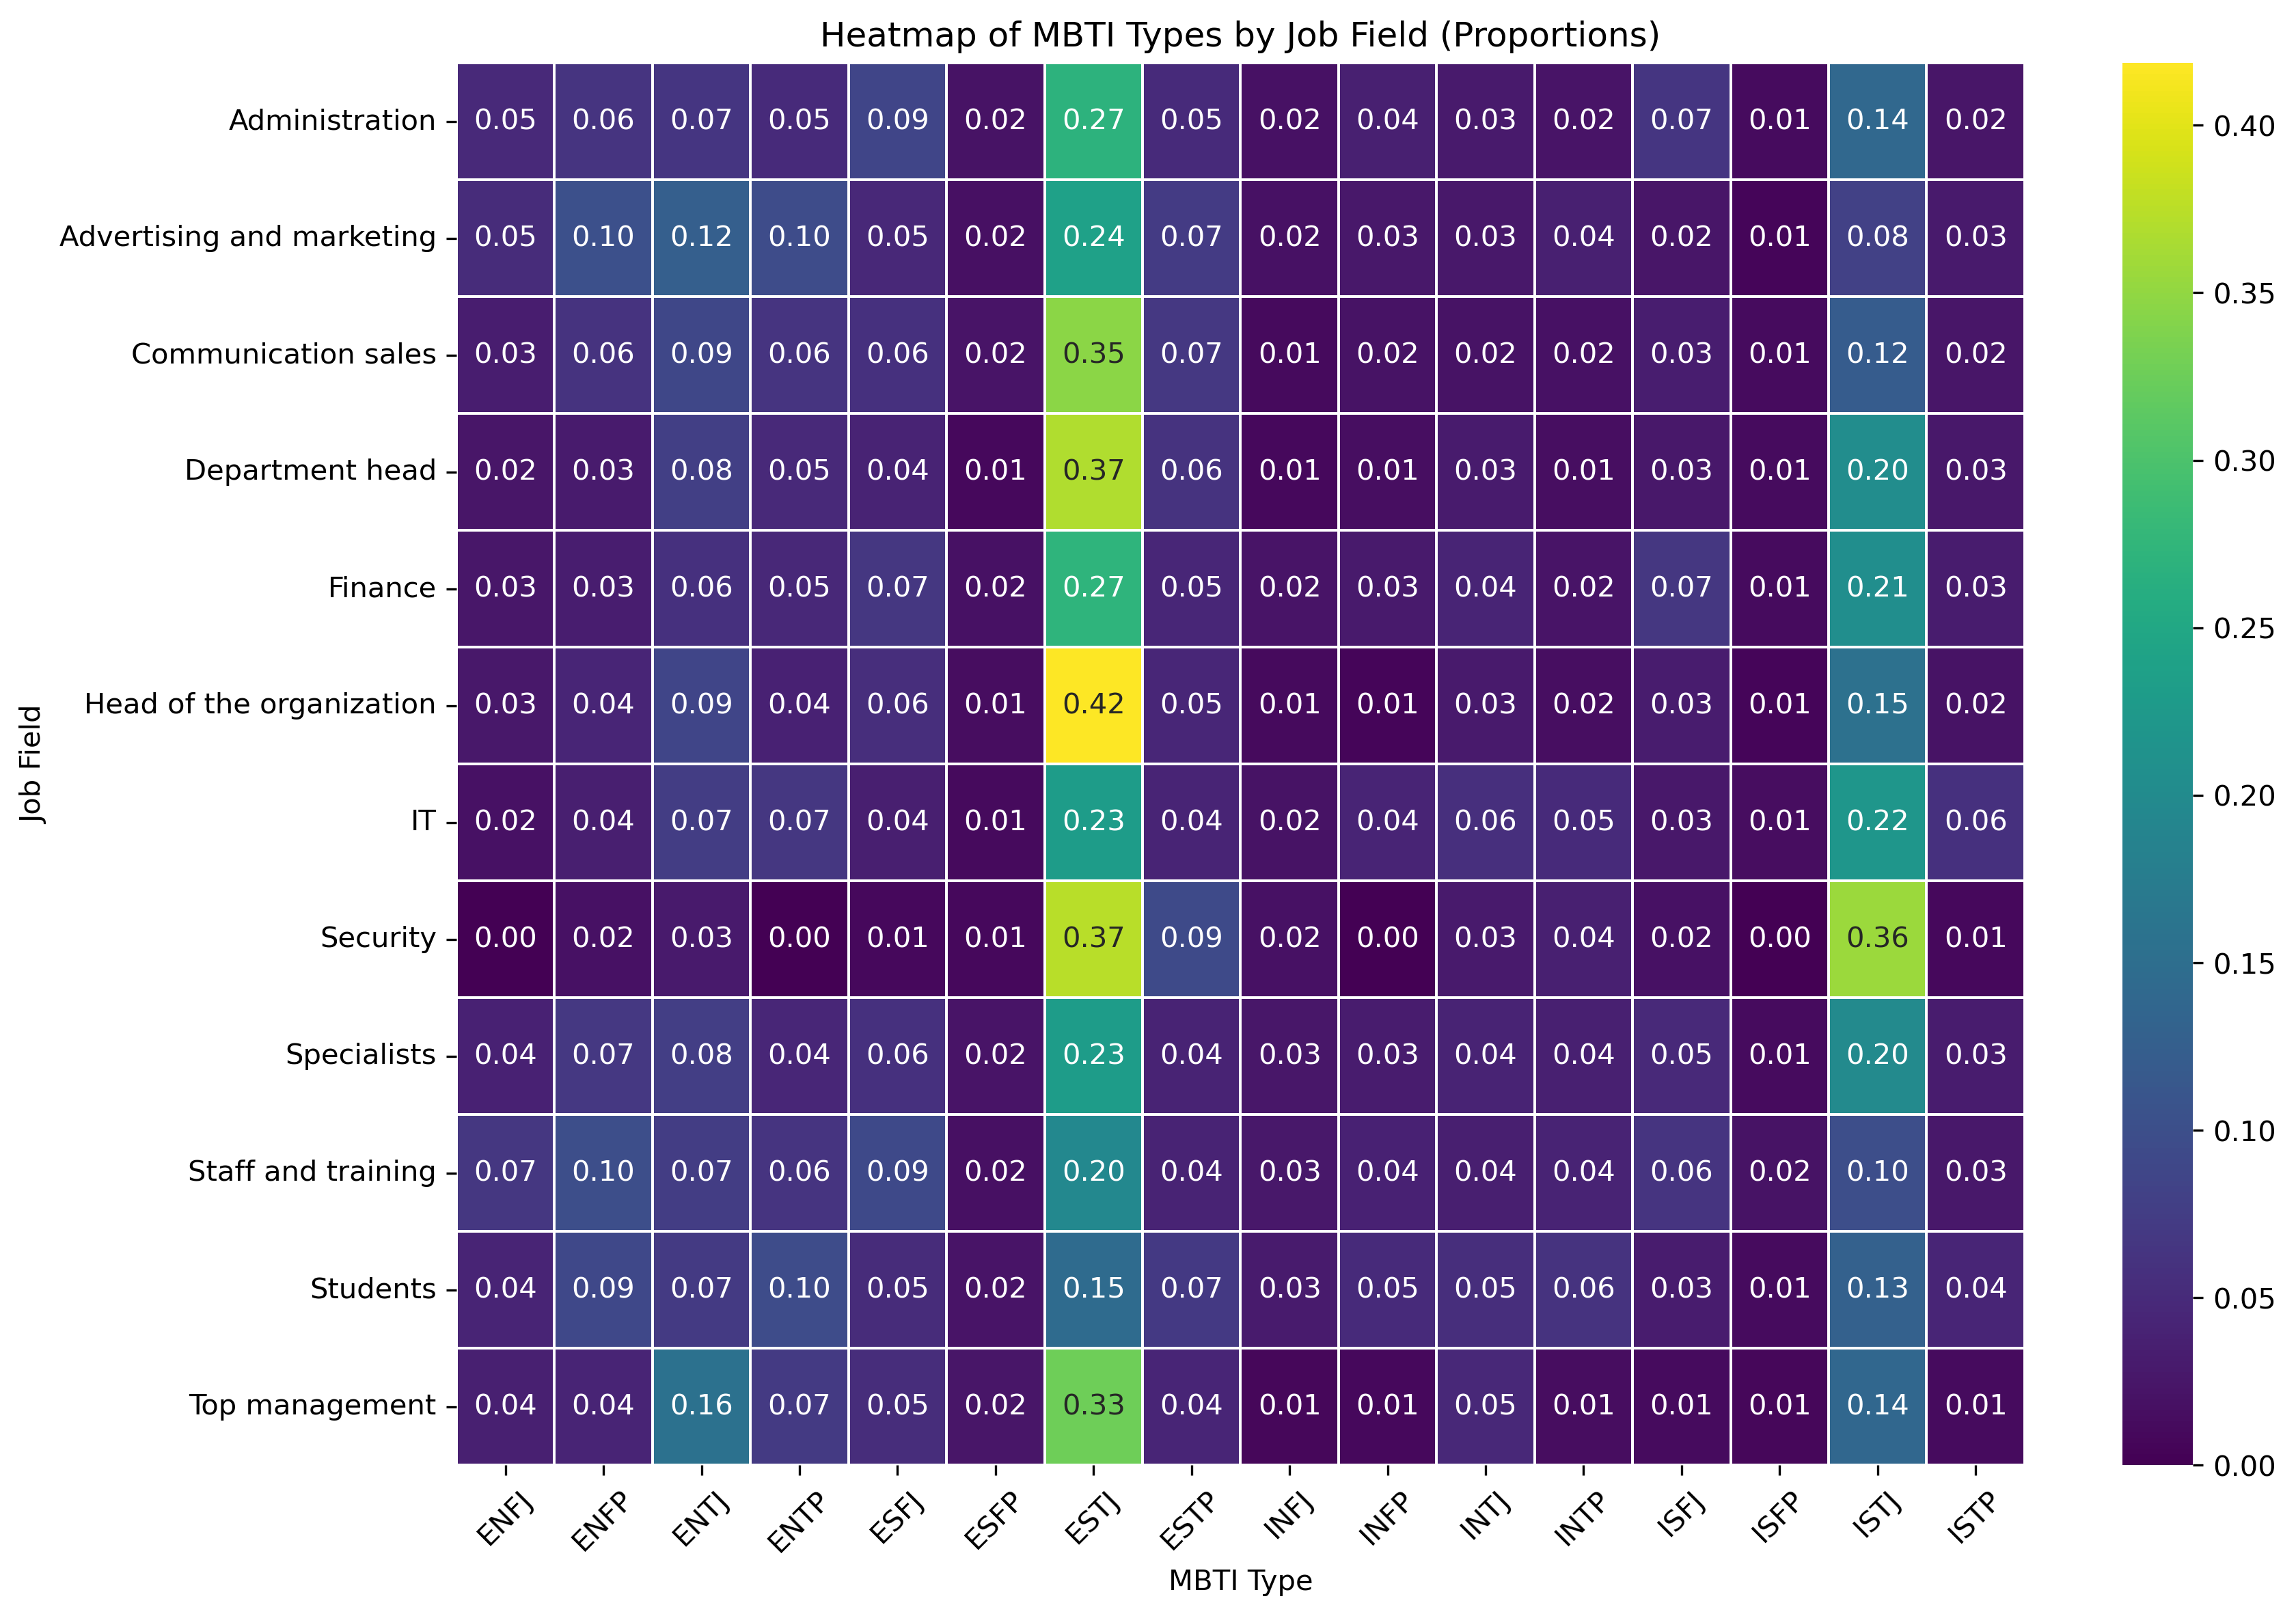 Heatmap of MBTI Types by Job Field (Proportions)
Administration 0.05 0.06 0.07 0.05 0.09 0.02 0.27 0.05 0.02 0.04 0.03 0.02 0.07 0.01 0.14 0.02
Advertising and marketing 0.05 0.10 0.12 0.10 0.05 0.02 0.24 0.07 0.02 0.03 0.03 0.04 0.02 0.01 0.08 0.03
Communication sales 0.03 0.06 0.09 0.06 0.06 0.02 0.35 0.07 0.01 0.02 0.02 0.02 0.03 0.01 0.12 0.02
Department head 0.02 0.03 0.08 0.05 0.04 0.01 0.37 0.06 0.01 0.01 0.03 0.01 0.03 0.01 0.20 0.03
Finance 0.03 0.03 0.06 0.05 0.07 0.02 0.27 0.05 0.02 0.03 0.04 0.02 0.07 0.01 0.21 0.03
Head of the organization 0.03 0.04 0.09 0.04 0.06 0.01 0.42 0.05 0.01 0.01 0.03 0.02 0.03 0.01 0.15 0.02
IT 0.02 0.04 0.07 0.07 0.04 0.01 0.23 0.04 0.02 0.04 0.06 0.05 0.03 0.01 0.22 0.06
Security 0.00 0.02 0.03 0.00 0.01 0.01 0.37 0.09 0.02 0.00 0.03 0.04 0.02 0.00 0.36 0.01
Specialists 0.04 0.07 0.08 0.04 0.06 0.02 0.23 0.04 0.03 0.03 0.04 0.04 0.05 0.01 0.20 0.03
Staff and training 0.07 0.10 0.07 0.06 0.09 0.02 0.20 0.04 0.03 0.04 0.04 0.04 0.06 0.02 0.10 0.03
Students 0.04 0.09 0.07 0.10 0.05 0.02 0.15 0.07 0.03 0.05 0.05 0.06 0.03 0.01 0.13 0.04
Top management 0.04 0.04 0.16 0.07 0.05 0.02 0.33 0.04 0.01 0.01 0.05 0.01 0.01 0.01 0.14 0.01
ENFJ ENFP ENTJ ENTP ESFJ ESFP ESTJ ESTP INFJ INFP INTJ INTP ISFJ ISFP ISTJ ISTP
MBTI Type
Job Field
0.40
0.35
0.30
0.25
0.20
0.15
0.10
0.05
0.00